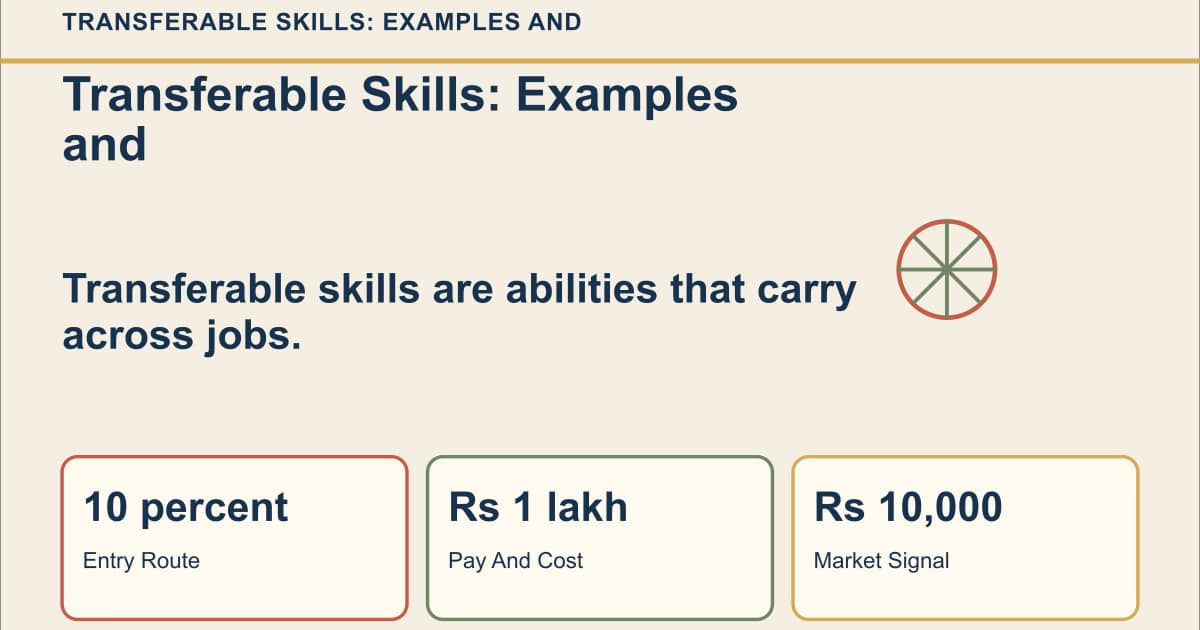 TRANSFERABLE SKILLS: EXAMPLES AND
Transferable Skills: Examples
and
Transferable skills are abilities that carry
across jobs.
10 percent
Entry Route
Rs 1 lakh
Pay And Cost
Rs 10,000
Market Signal